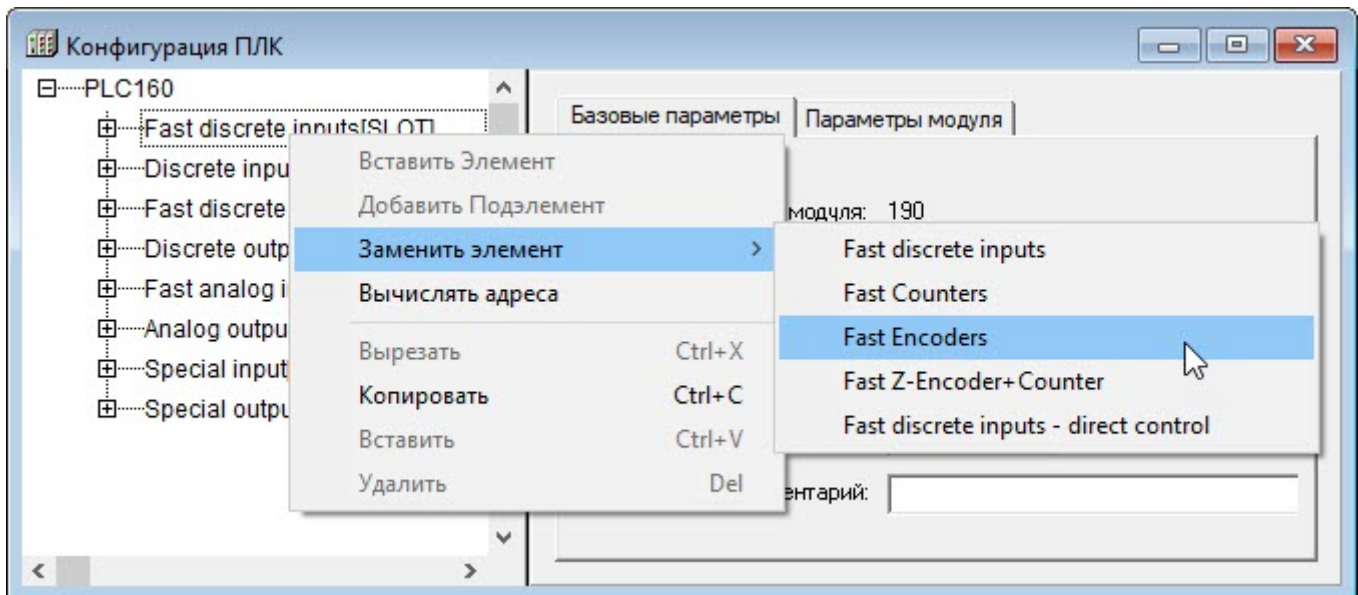 Конфигурация ПЛК
PLC160
Fast discrete inputs[SLOT]
Discrete inpu
Fast discrete
Discrete outp
Fast analog i
Analog outpu
Special input
Special outpu
Вставить Элемент
Добавить Подэлемент
Заменить элемент
Вычислять адреса
Вырезать Ctrl+X
Копировать Ctrl+C
Вставить Ctrl+V
Удалить Del
Базовые параметры Параметры модуля
модуля: 190
Fast discrete inputs
Fast Counters
Fast Encoders
Fast Z-Encoder+Counter
Fast discrete inputs - direct control
ентарий: